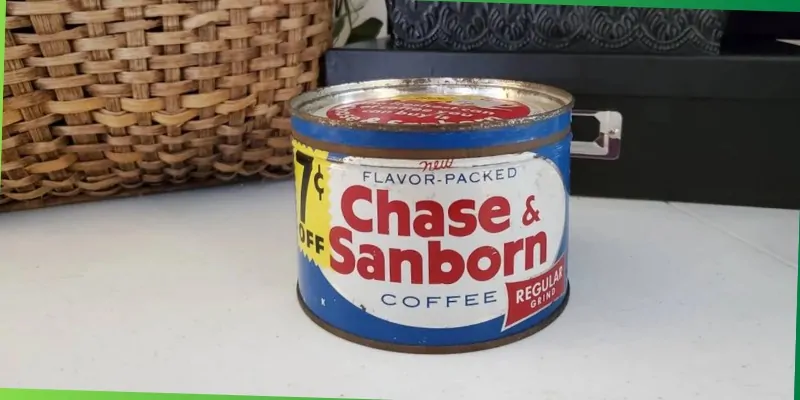 7¢
OFF
new
FLAVOR-PACKED
Chase &
Sanborn
COFFEE
REGULAR
GRIND
x